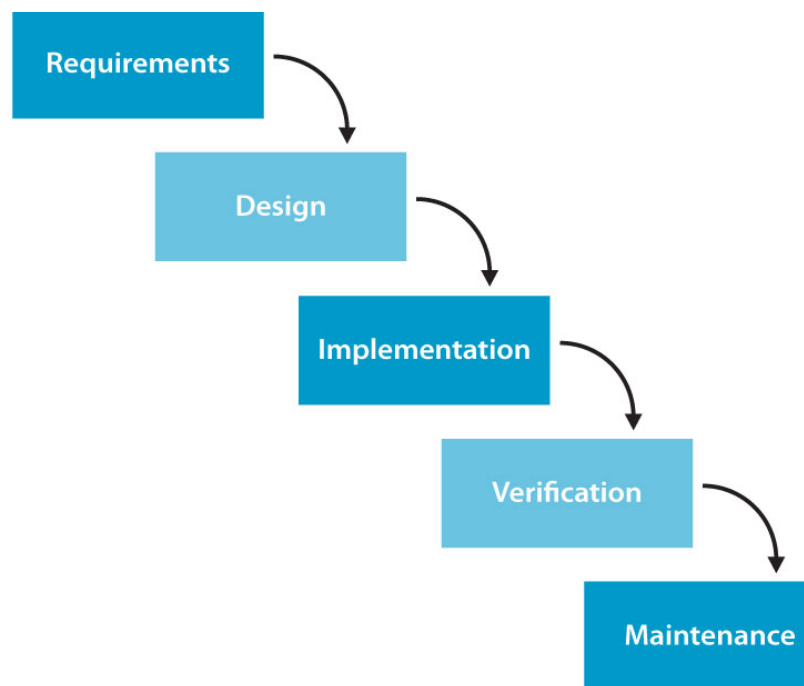 Requirements
Design
Implementation
Verification
Maintenance